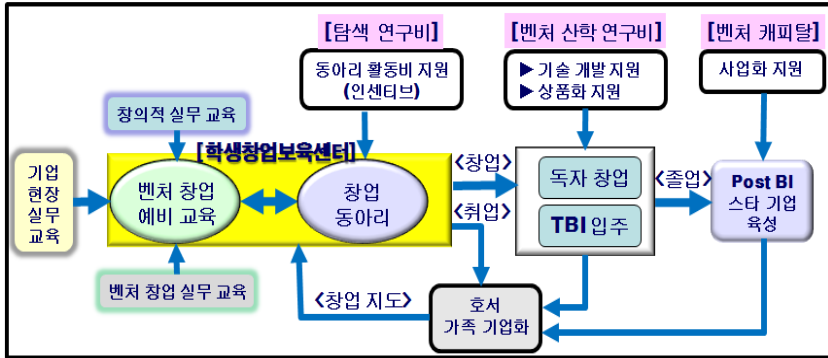 [탐색 연구비]
[벤처 산학 연구비]
[벤처 캐피탈]
동아리 활동비 지원
(인센티브)
▶ 기술 개발 지원
▶ 상품화 지원
사업화 지원
창의적 실무 교육
[학생창업보육센터]
기업
현장
실무
교육
벤처 창업
예비 교육
창업
동아리
<창업>
<취업>
독자 창업
TBI 입주
<졸업>
Post BI
스타 기업
육성
벤처 창업 실무 교육
<창업 지도>
호서
가족 기업화